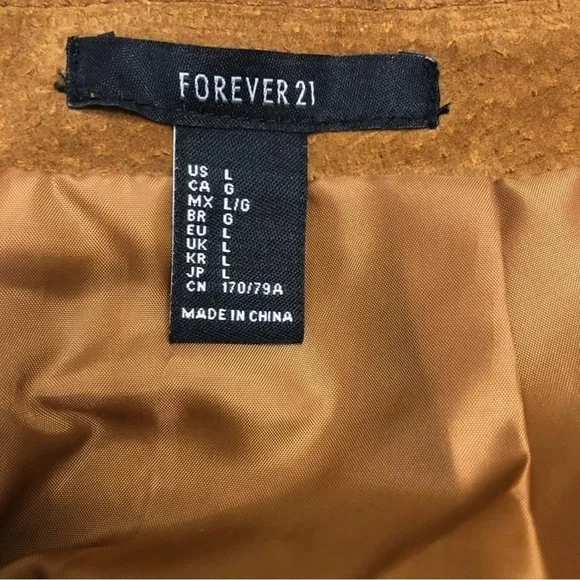 FOREVER 21
US L
CA G
MX L/G
BR G
EU L
UK L
KR L
JP L
CN 170/79A
MADE IN CHINA